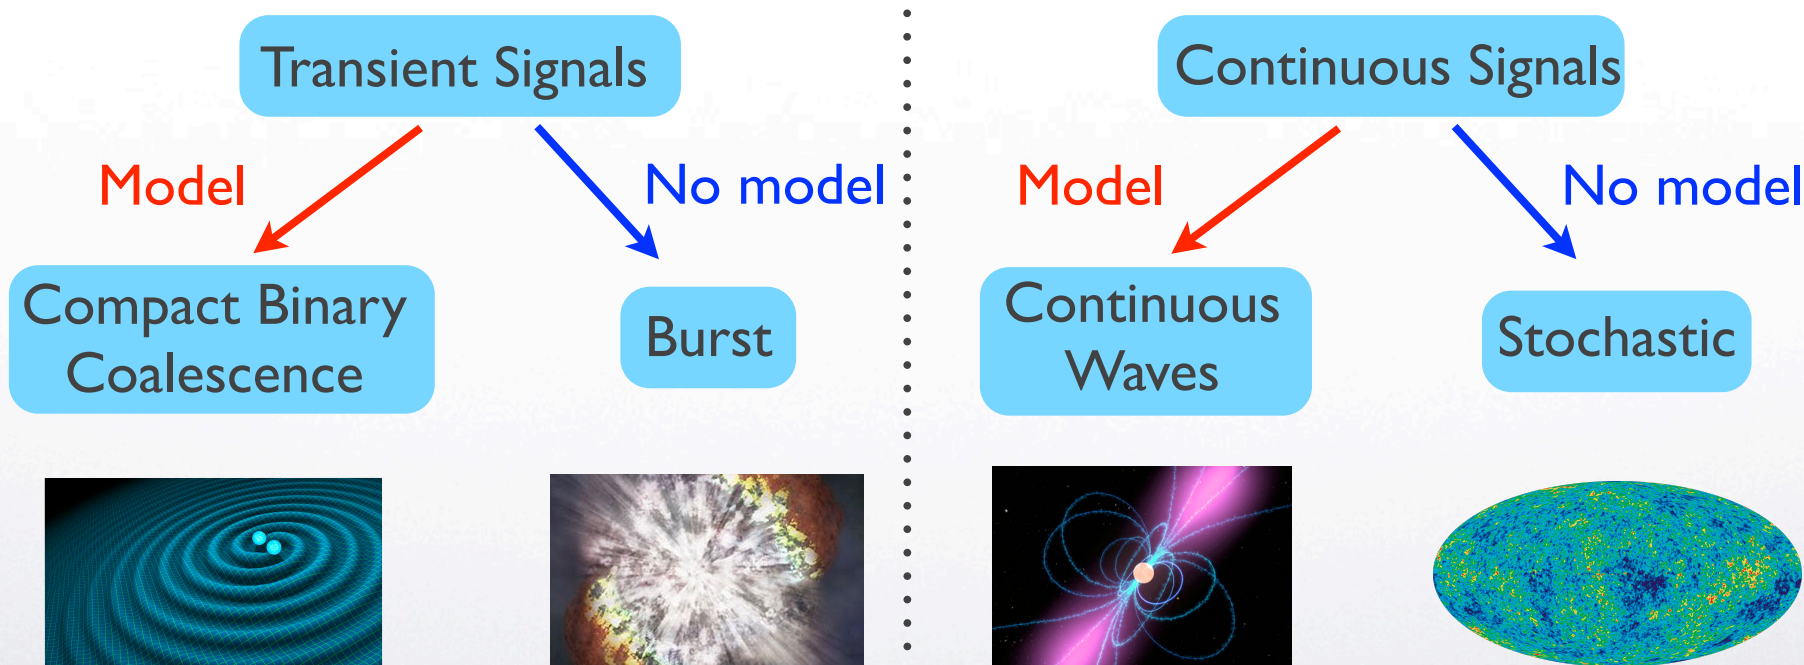 Transient Signals
Model
No model
Compact Binary
Coalescence
Burst
Continuous Signals
Model
No model
Continuous
Waves
Stochastic